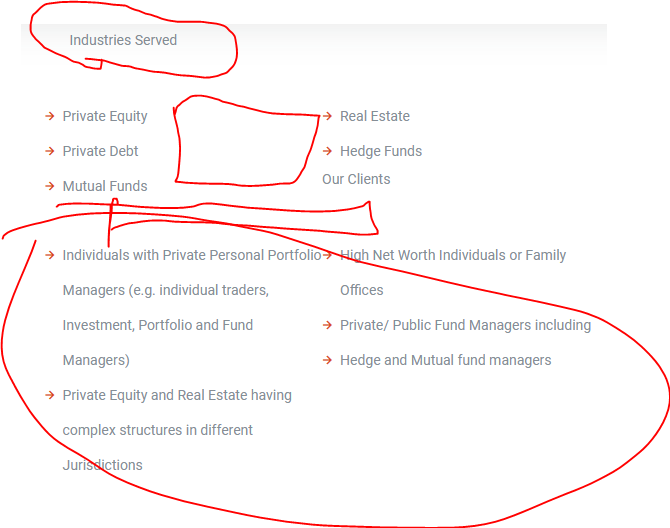 Industries Served
Private Equity
Private Debt
Mutual Funds
Real Estate
Hedge Funds
Our Clients
Individuals with Private Personal Portfolio
Managers (e.g. individual traders,
Investment, Portfolio and Fund
Managers)
Private Equity and Real Estate having
complex structures in different
Jurisdictions
High Net Worth Individuals or Family
Offices
Private/ Public Fund Managers including
Hedge and Mutual fund managers